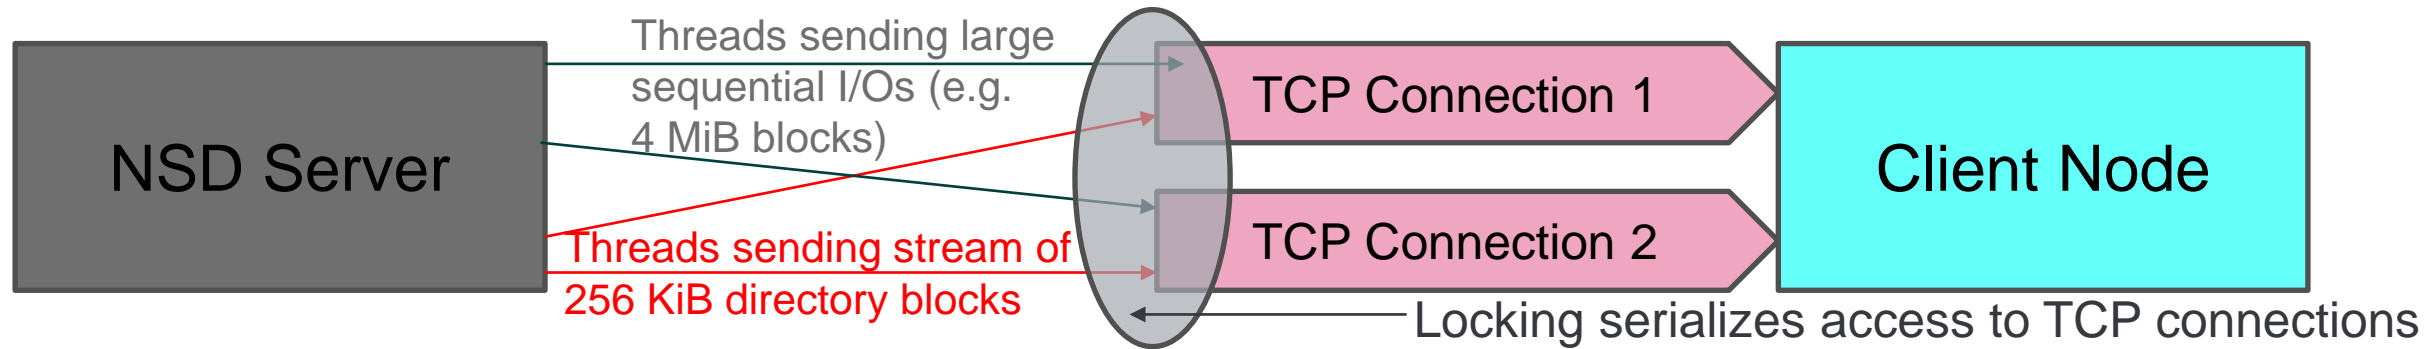 Threads sending large
sequential I/Os (e.g.
4 MiB blocks)
NSD Server
TCP Connection 1
Client Node
TCP Connection 2
Threads sending stream of
256 KiB directory blocks
Locking serializes access to TCP connections